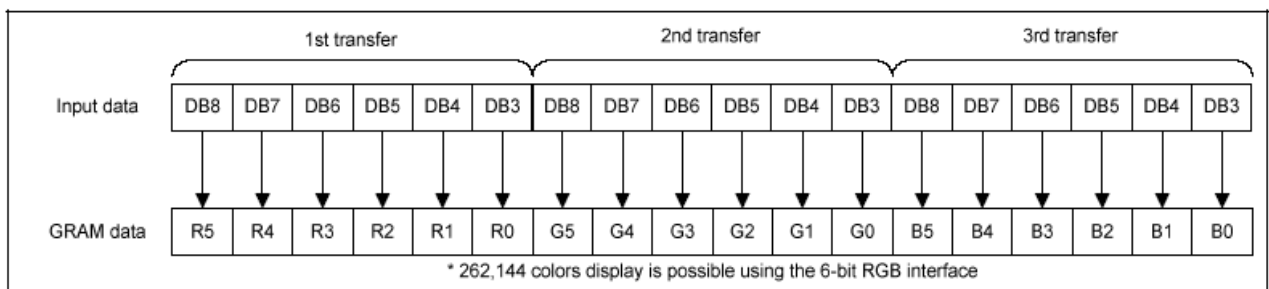 1st transfer 2nd transfer 3rd transfer
Input data DB8 DB7 DB6 DB5 DB4 DB3 DB8 DB7 DB6 DB5 DB4 DB3 DB8 DB7 DB6 DB5 DB4 DB3
GRAM data R5 R4 R3 R2 R1 R0 G5 G4 G3 G2 G1 G0 B5 B4 B3 B2 B1 B0
* 262,144 colors display is possible using the 6-bit RGB interface